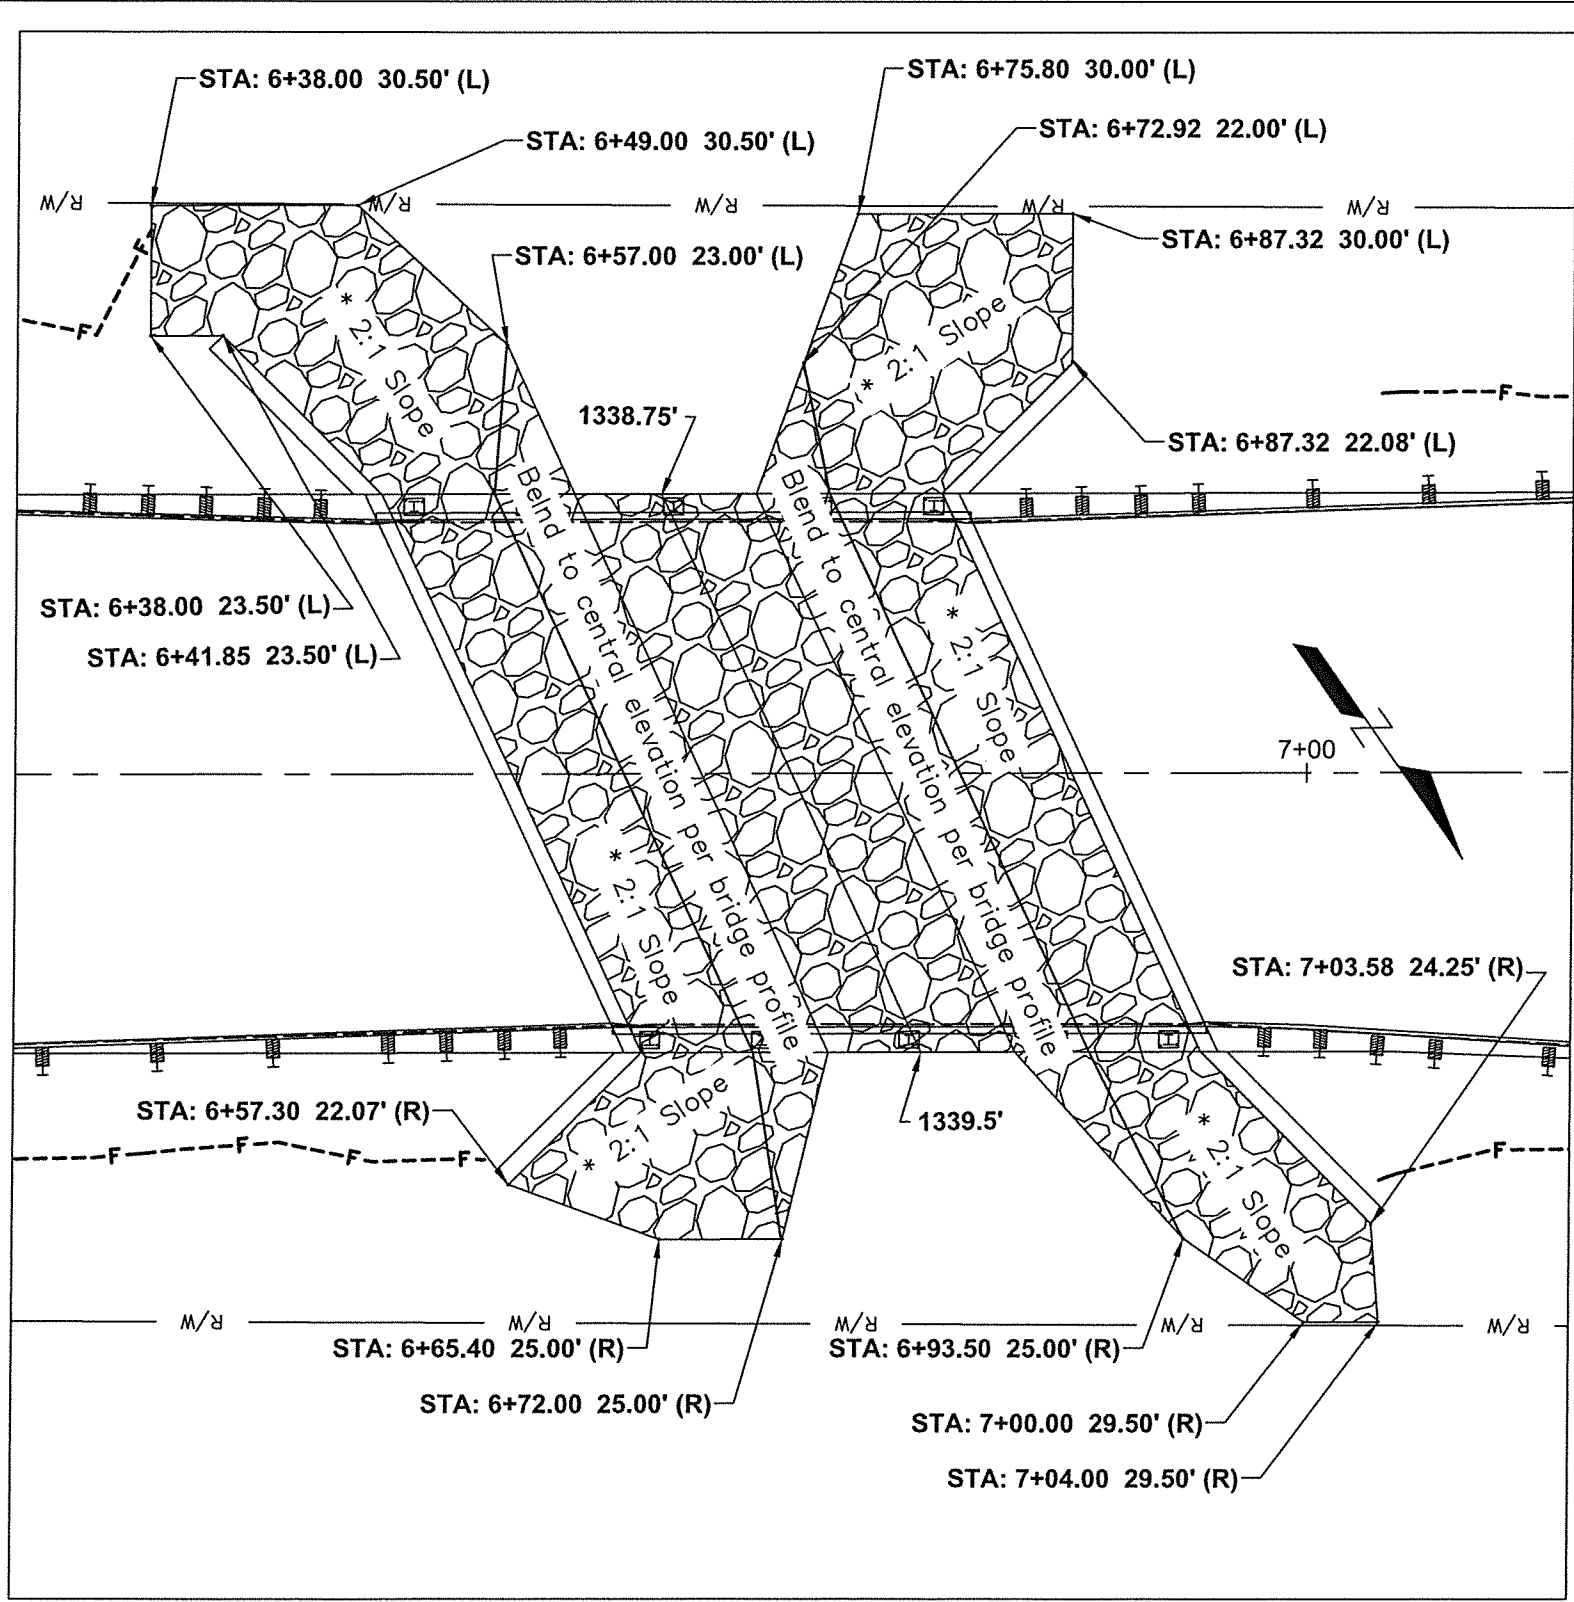 STA: 6+38.00 30.50' (L)
STA: 6+75.80 30.00' (L)
STA: 6+49.00 30.50' (L)
STA: 6+72.92 22.00' (L)
R/W
R/W
R/W
R/W
R/W
STA: 6+57.00 23.00' (L)
STA: 6+87.32 30.00' (L)
F
F
* 2:1 Slope
* 2:1 Slope
F
1338.75'
STA: 6+87.32 22.08' (L)
Belnd to central elevation per bridge profile
Blend to central elevation per bridge profile
STA: 6+38.00 23.50' (L)
STA: 6+41.85 23.50' (L)
* 2:1 Slope
7+00
* 2:1 Slope
STA: 7+03.58 24.25' (R)
STA: 6+57.30 22.07' (R)
* 2:1 Slope
1339.5'
* 2:1 Slope
F
F
F
F
F
R/W
R/W
R/W
R/W
R/W
STA: 6+65.40 25.00' (R)
STA: 6+93.50 25.00' (R)
STA: 6+72.00 25.00' (R)
STA: 7+00.00 29.50' (R)
STA: 7+04.00 29.50' (R)